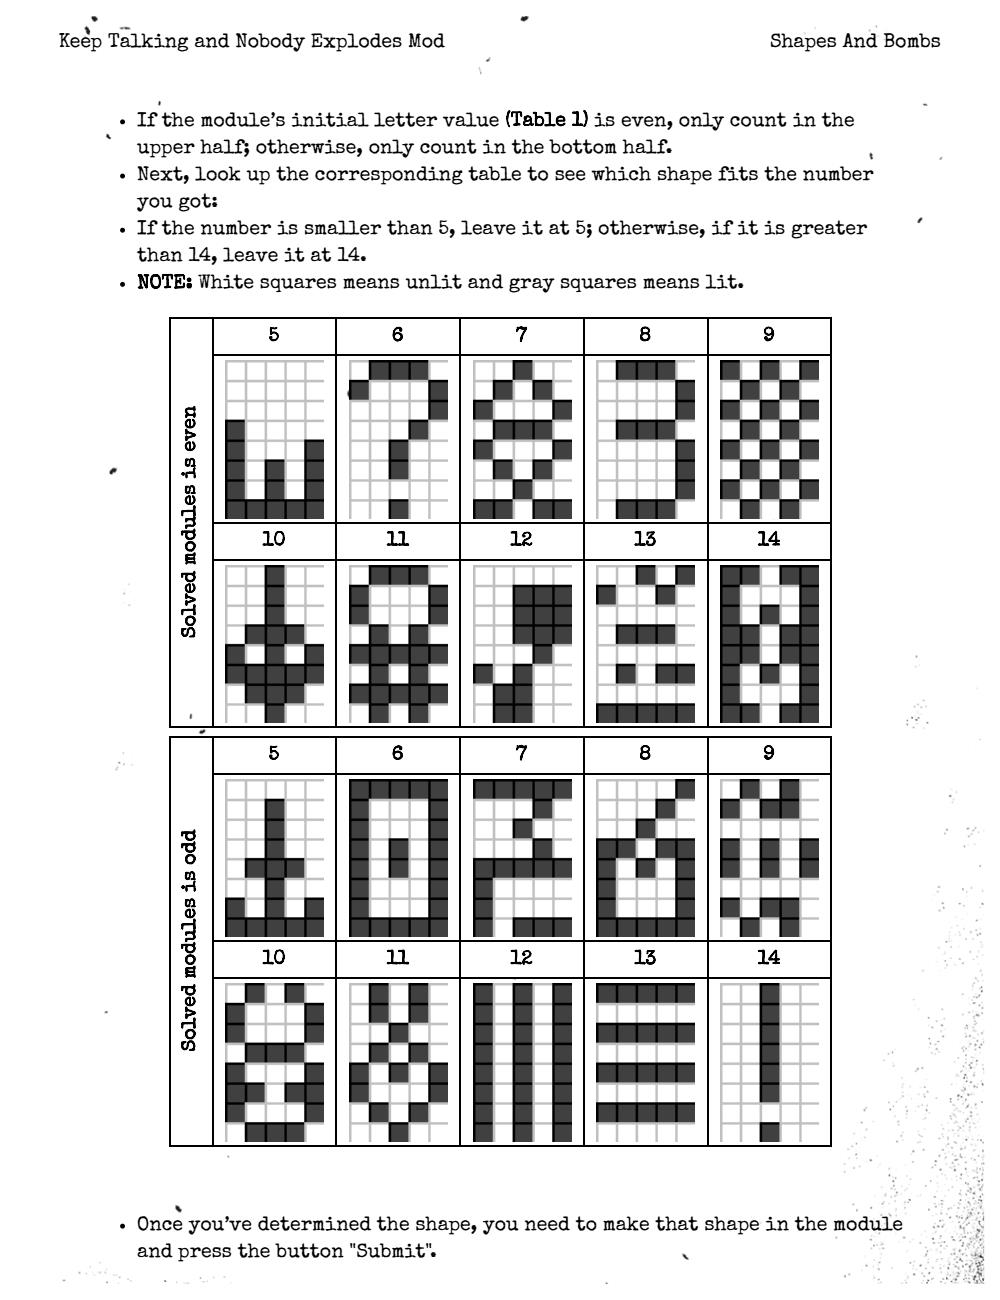 Keep Talking and Nobody Explodes Mod
Shapes And Bombs
• If the module's initial letter value (Table 1) is even, only count in the
upper half; otherwise, only count in the bottom half.
• Next, look up the corresponding table to see which shape fits the number
you got:
• If the number is smaller than 5, leave it at 5; otherwise, if it is greater
than 14, leave it at 14.
• NOTE: White squares means unlit and gray squares means lit.
Solved modules is even
5 6 7 8 9
10 11 12 13 14
Solved modules is odd
5 6 7 8 9
10 11 12 13 14
• Once you've determined the shape, you need to make that shape in the module
and press the button "Submit".